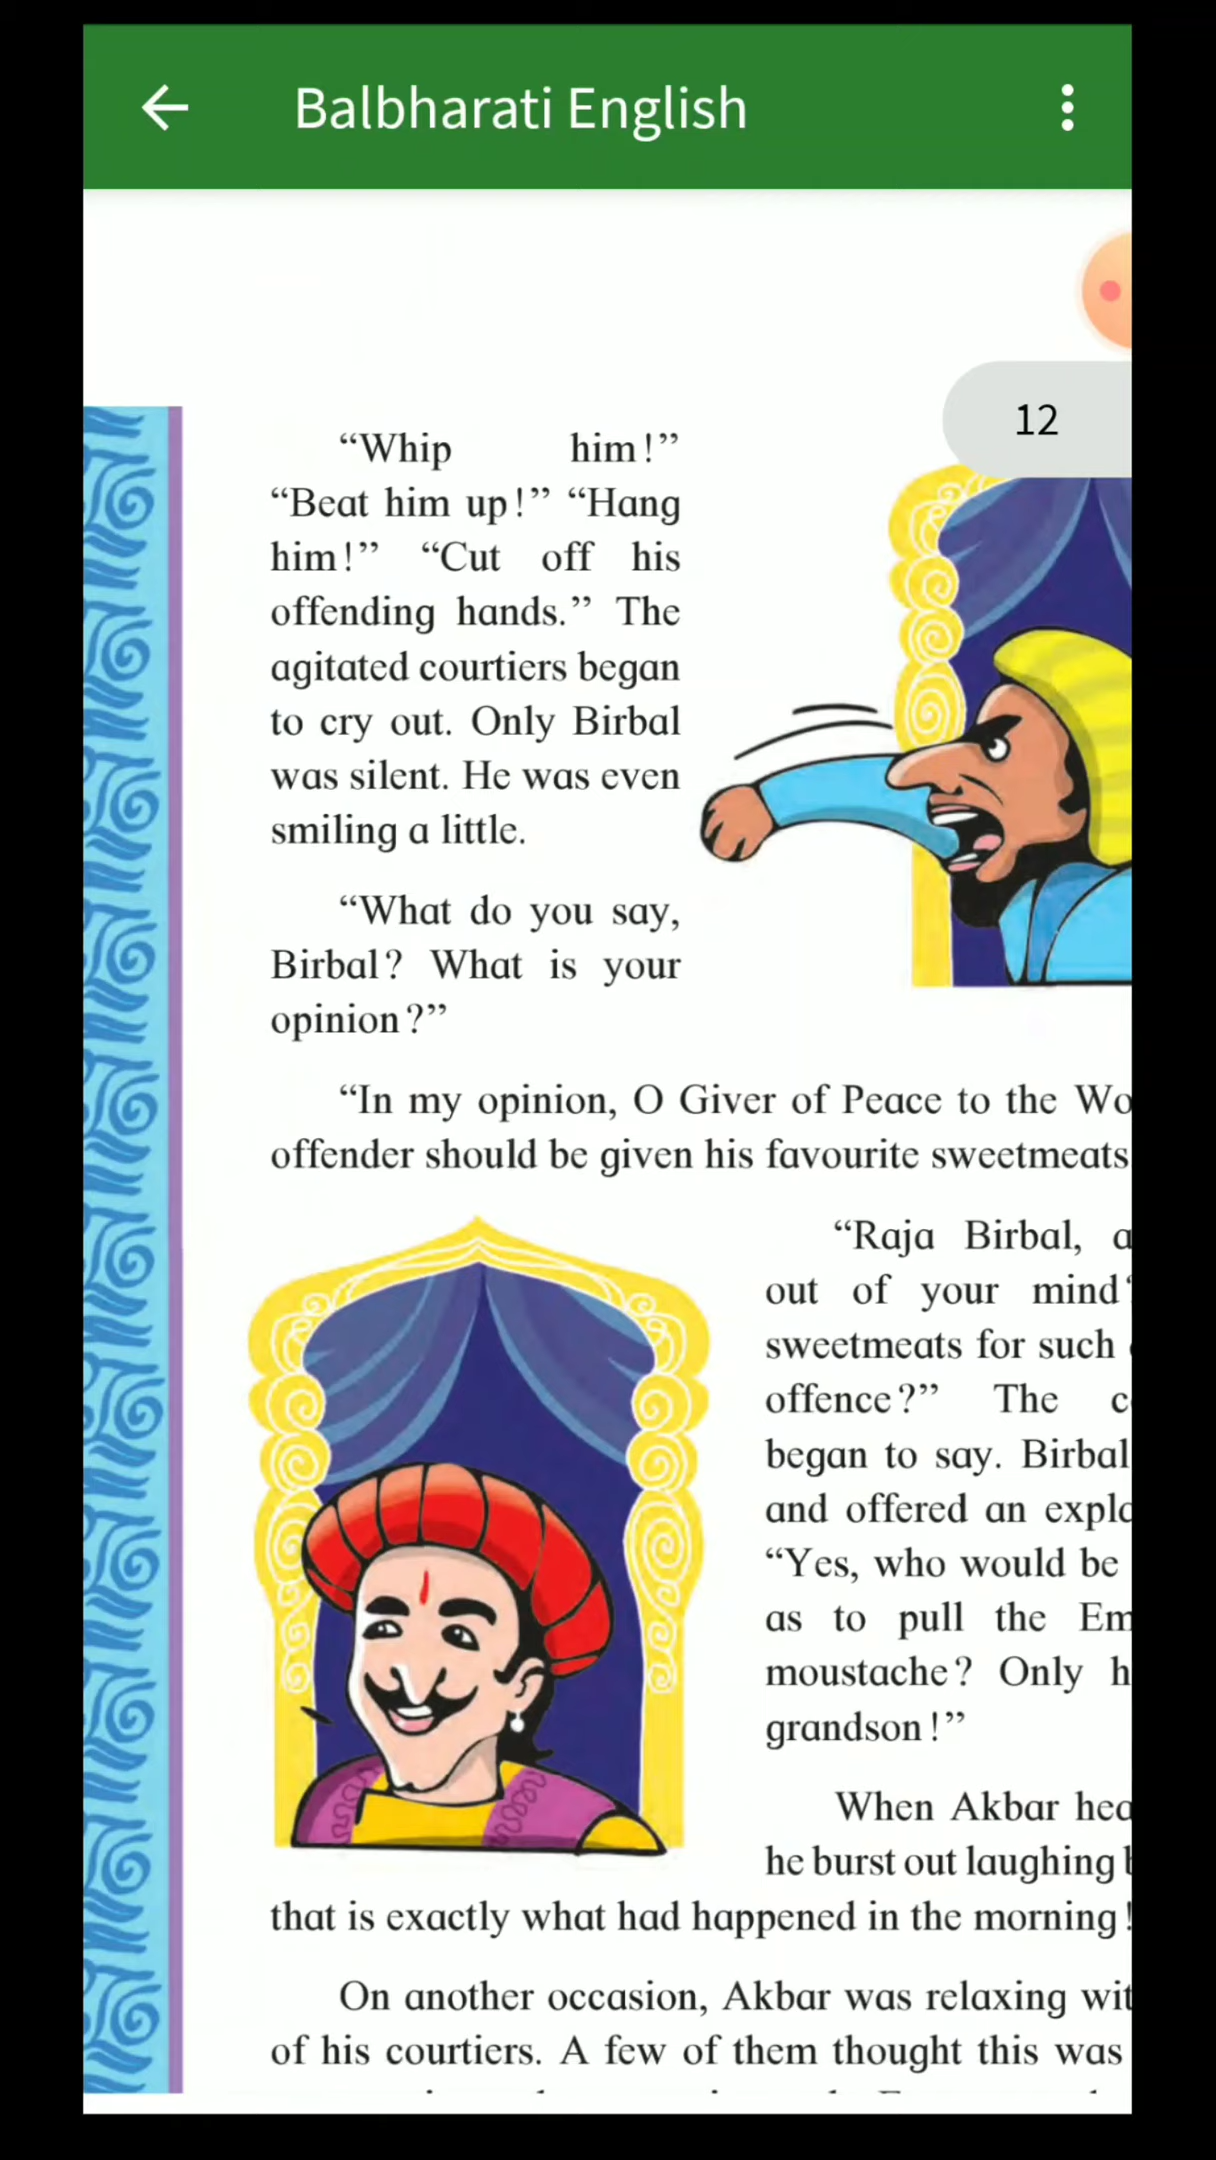 Balbharati English
12
“Whip him!”
“Beat him up!” “Hang
him!” “Cut off his
offending hands.” The
agitated courtiers began
to cry out. Only Birbal
was silent. He was even
smiling a little.
“What do you say,
Birbal? What is your
opinion?”
“In my opinion, O Giver of Peace to the
offender should be given his favourite sweetmeats
“Raja Birbal,
out of your mind
sweetmeats for such
offence?” The
began to say. Birbal
and offered an
“Yes, who would be
as to pull the
moustache? Only
grandson!”
When Akbar
he burst out laughing
that is exactly what had happened in the morning!
On another occasion, Akbar was relaxing
of his courtiers. A few of them thought this was